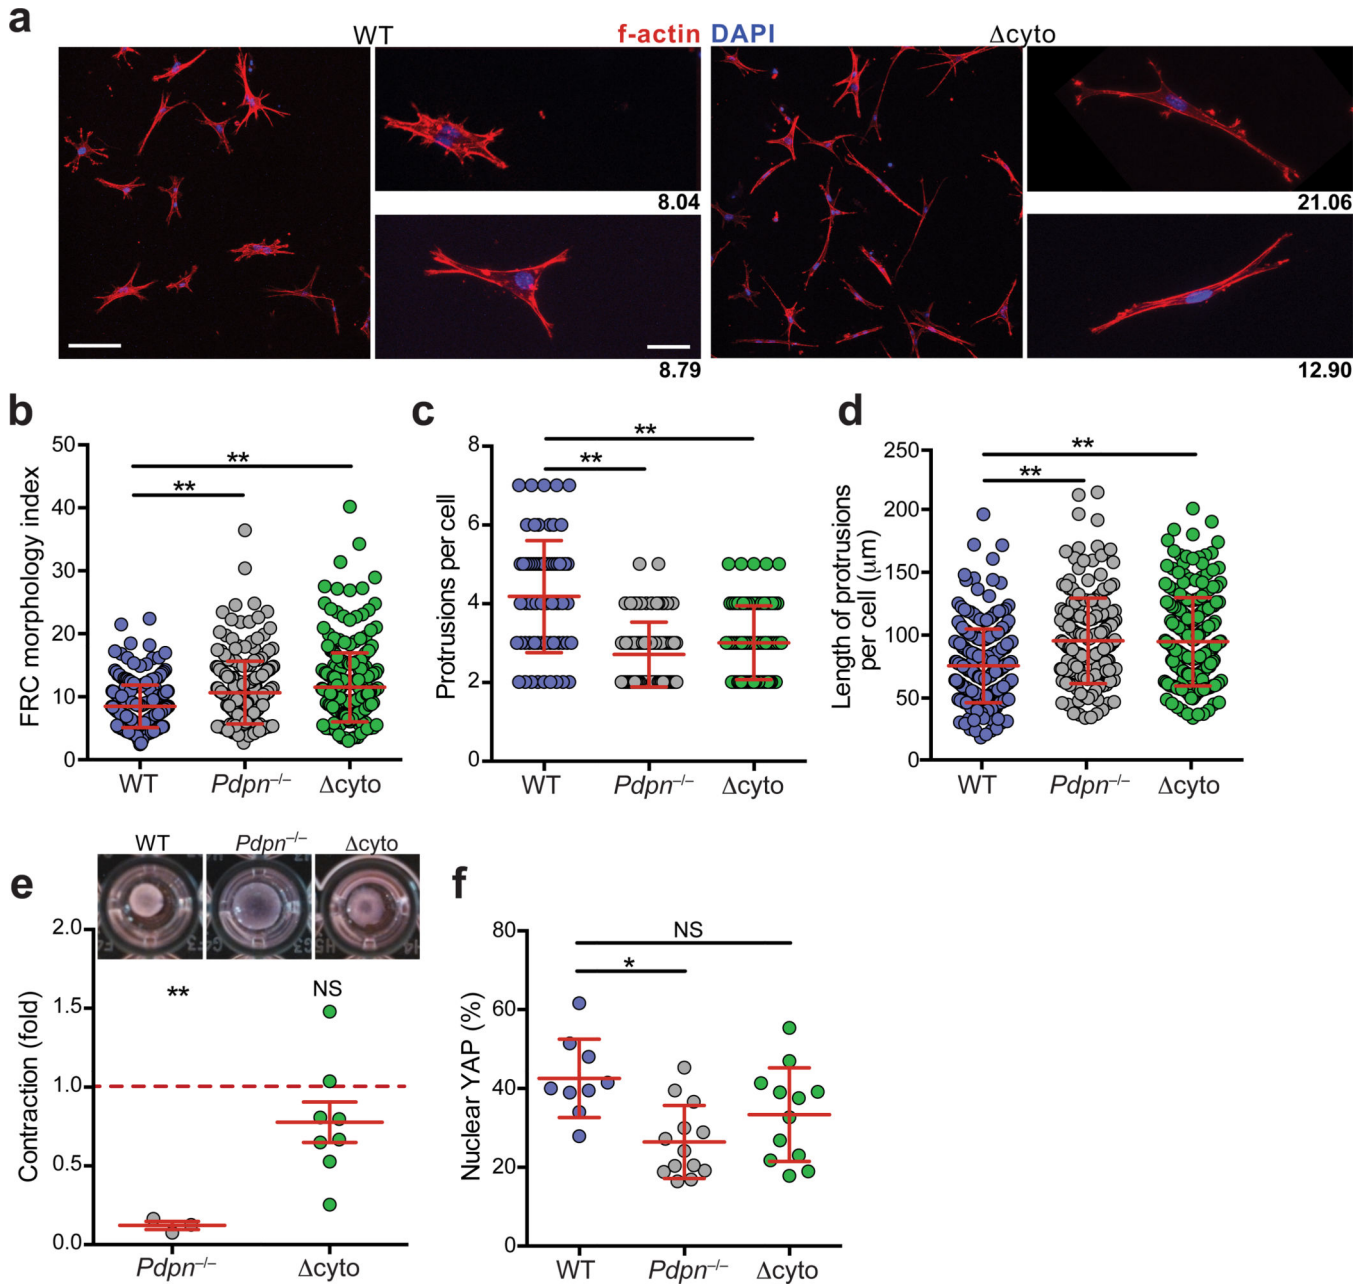 a
WT f-actin DAPI Δcyto
8.04 21.06
8.79 12.90
b
50
40
30
20
10
0
FRC morphology index
**
**
WT Pdpn–/– Δcyto
c
8
6
4
2
0
Protrusions per cell
**
**
WT Pdpn–/– Δcyto
d
250
200
150
100
50
0
Length of protrusions
per cell (μm)
**
**
WT Pdpn–/– Δcyto
e
WT Pdpn–/– Δcyto
2.0
1.5
1.0
0.5
0.0
Contraction (fold)
** NS
Pdpn–/– Δcyto
f
80
60
40
20
0
Nuclear YAP (%)
NS
*
WT Pdpn–/– Δcyto